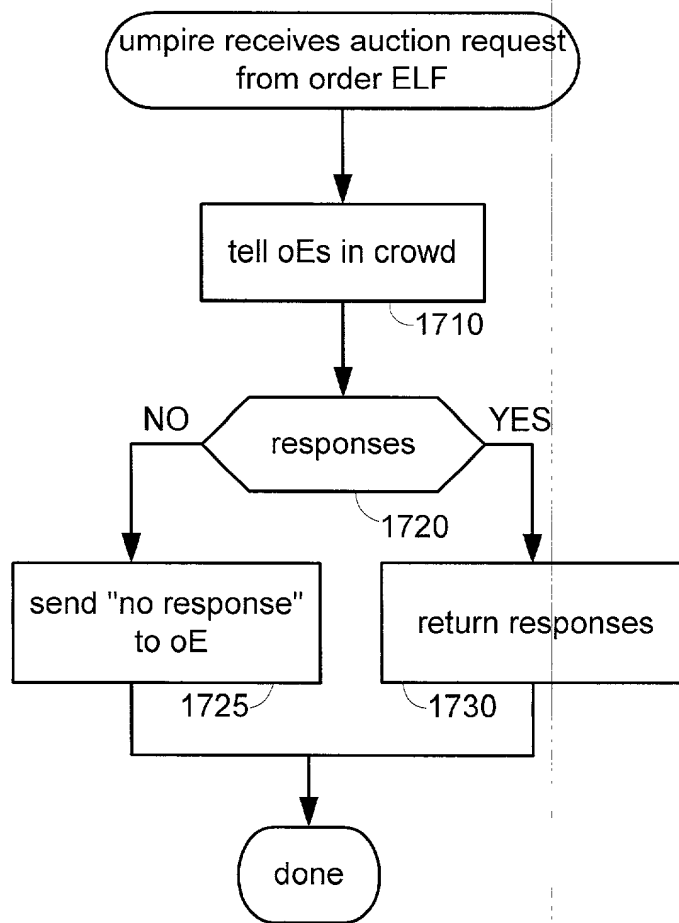 umpire receives auction request
from order ELF
tell oEs in crowd
1710
NO
YES
responses
1720
send "no response"
to oE
return responses
1725
1730
done